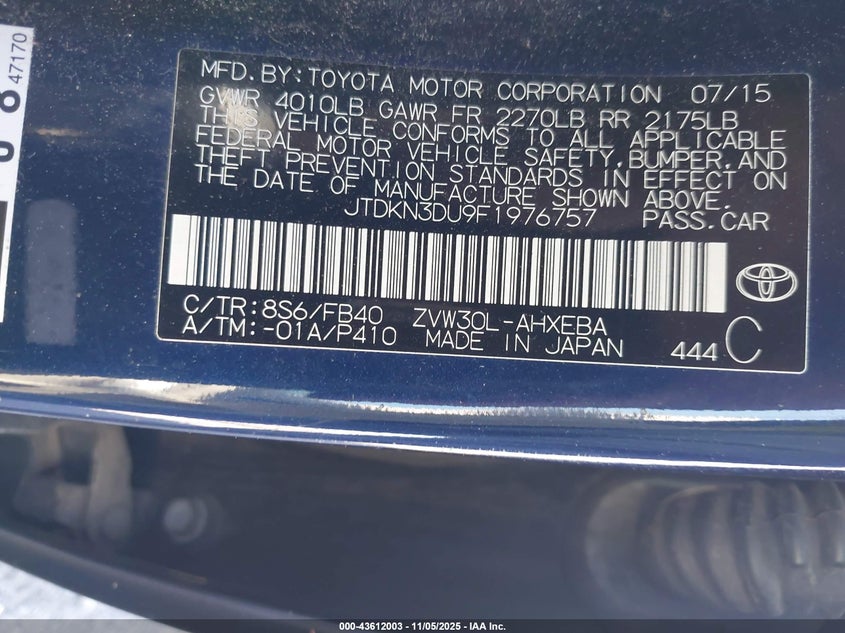 MFD. BY: TOYOTA MOTOR CORPORATION 07/15
GVWR 4010LB GAWR FR 2270LB RR 2175LB
THIS VEHICLE CONFORMS TO ALL APPLICABLE
FEDERAL MOTOR VEHICLE SAFETY, BUMPER, AND
THEFT PREVENTION STANDARDS IN EFFECT ON
THE DATE OF MANUFACTURE SHOWN ABOVE.
JTDKN3DU9F1976757 PASS. CAR
C/TR: 8S6/FB40 ZVW30L-AHXEBA
A/TM: -01A/P410 MADE IN JAPAN 444 C
47170
000-43612003 - 11/05/2025 - IAA Inc.